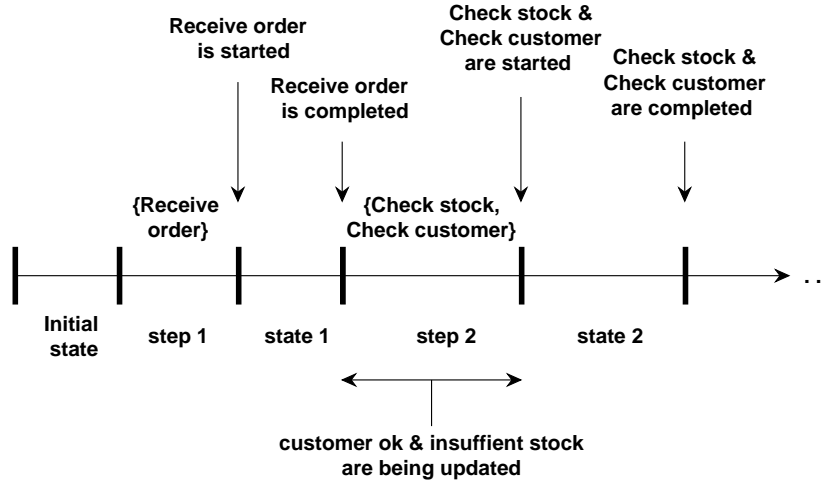 Receive order
is started
Receive order
is completed
Check stock &
Check customer
are started
Check stock &
Check customer
are completed
{Receive
order}
{Check stock,
Check customer}
. .
Initial
state
step 1
state 1
step 2
state 2
customer ok & insuffient stock
are being updated